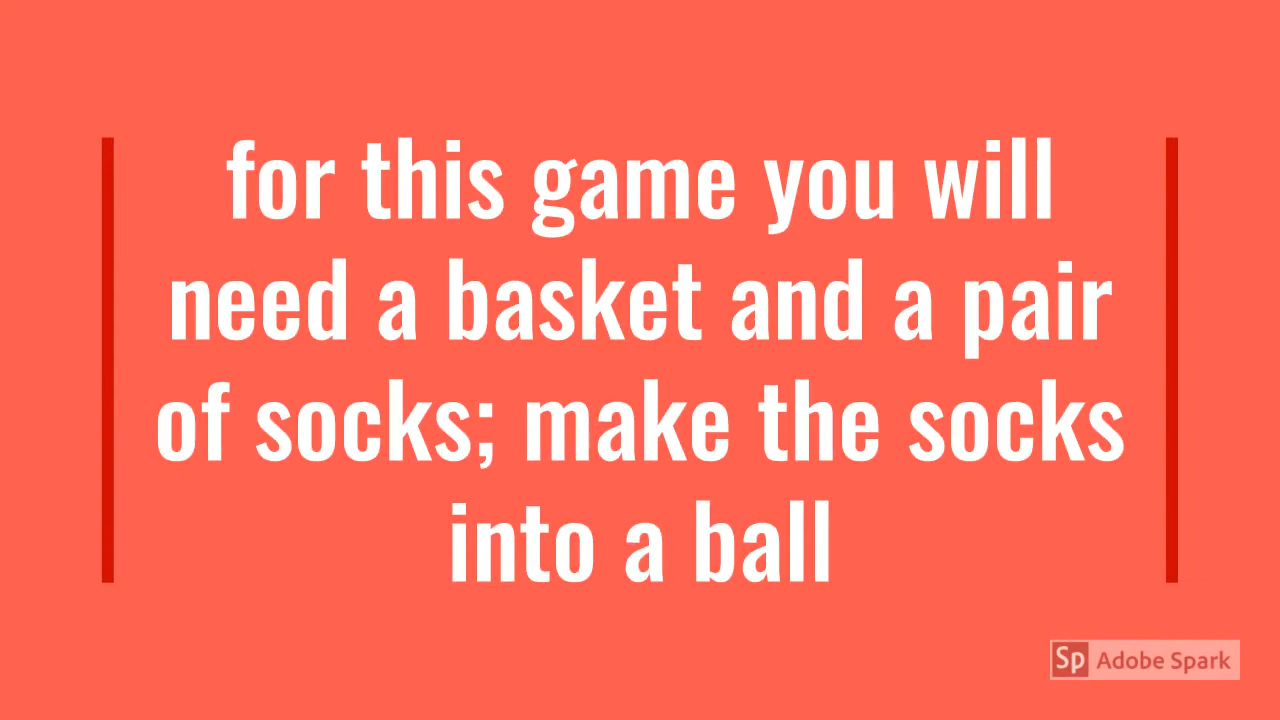 for this game you will
need a basket and a pair
of socks; make the socks
into a ball
Sp Adobe Spark